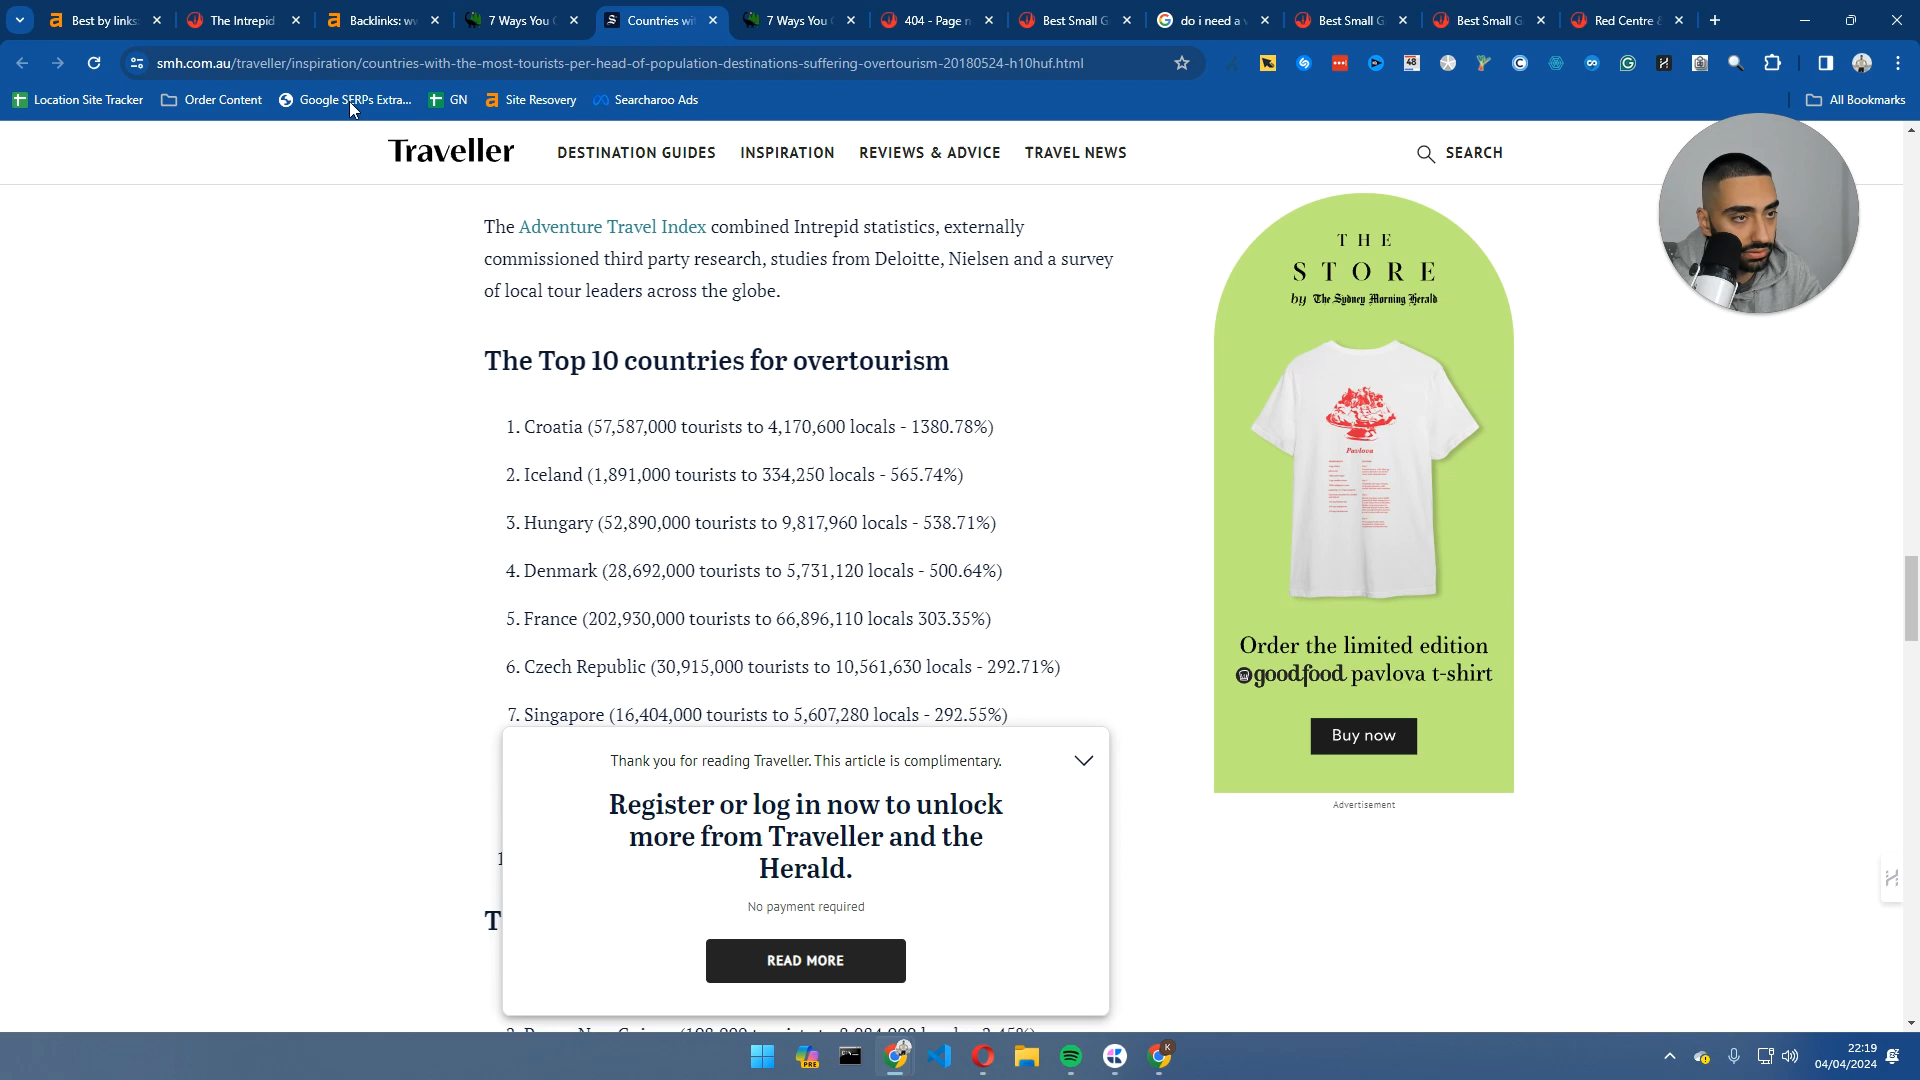 Best by links
The Intrepid
Backlinks: w
7 Ways You
Countries wi
7 Ways You
404 - Page n
Best Small G
do i need a
Best Small G
Best Small G
Red Centre
smh.com.au/traveller/inspiration/countries-with-the-most-tourists-per-head-of-population-destinations-suffering-overtourism-20180524-h10huf.html
Location Site Tracker
Order Content
Google SERPs Extra...
GN
Site Recovery
Searcharoo Ads
All Bookmarks
Traveller
DESTINATION GUIDES
INSPIRATION
REVIEWS & ADVICE
TRAVEL NEWS
SEARCH
The Adventure Travel Index combined Intrepid statistics, externally
commissioned third party research, studies from Deloitte, Nielsen and a survey
of local tour leaders across the globe.
The Top 10 countries for overtourism
1. Croatia (57,587,000 tourists to 4,170,600 locals - 1380.78%)
2. Iceland (1,891,000 tourists to 334,250 locals - 565.74%)
3. Hungary (52,890,000 tourists to 9,817,960 locals - 538.71%)
4. Denmark (28,692,000 tourists to 5,731,120 locals - 500.64%)
5. France (202,930,000 tourists to 66,896,110 locals 303.35%)
6. Czech Republic (30,915,000 tourists to 10,561,630 locals - 292.71%)
7. Singapore (16,404,000 tourists to 5,607,280 locals - 292.55%)
Thank you for reading Traveller. This article is complimentary.
Register or log in now to unlock
more from Traveller and the
Herald.
No payment required
READ MORE
THE
STORE
by The Sydney Morning Herald
Pavlova
Order the limited edition
goodfood pavlova t-shirt
Buy now
Advertisement
22:19
04/04/2024